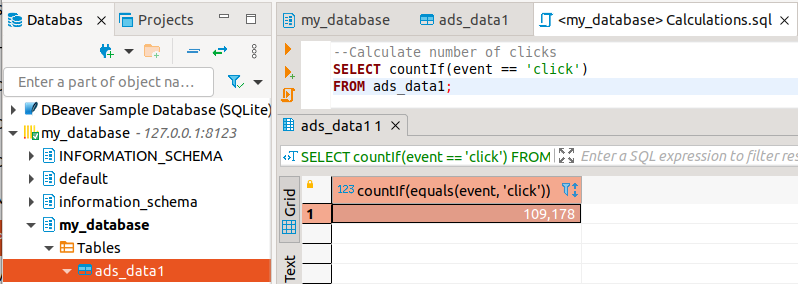 Databas
Projects
Enter a part of object na...
DBeaver Sample Database (SQLite)
my_database - 127.0.0.1:8123
INFORMATION_SCHEMA
default
information_schema
my_database
Tables
ads_data1
my_database
ads_data1
<my_database> Calculations.sql
--Calculate number of clicks
SELECT countIf(event == 'click')
FROM ads_data1;
ads_data1 1
SELECT countIf(event == 'click') FROM
Enter a SQL expression to filter res
Grid
Text
123 countIf(equals(event, 'click'))
1 109,178